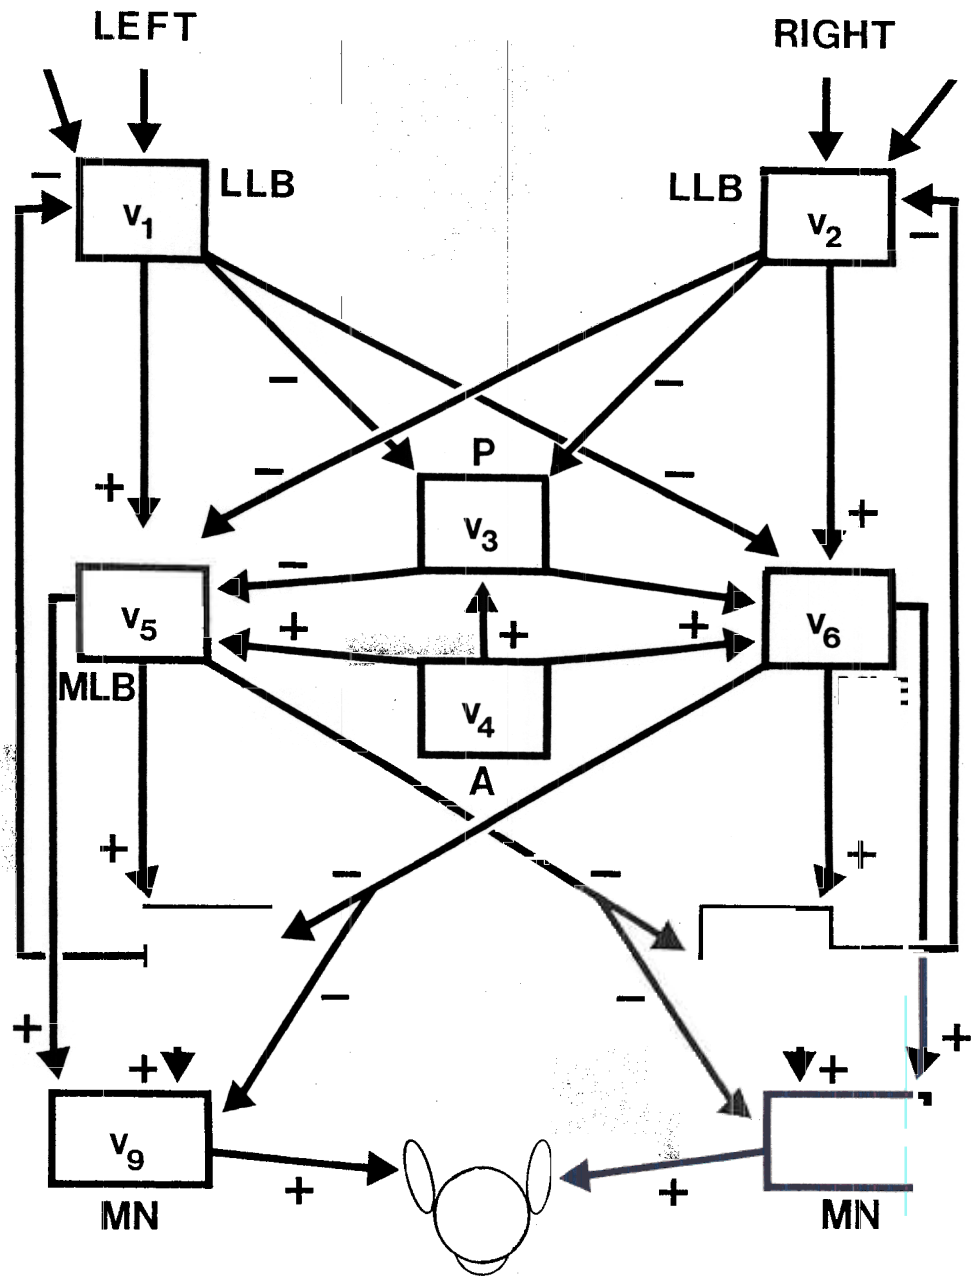 LEFT
RIGHT
−
LLB
LLB
v1
v2
−
−
−
P
−
−
+
+
v3
−
v5
+
+
+
v6
MLB
v4
A
+
−
−
+
−
−
+
+
+
+
v9
MN
+
+
MN